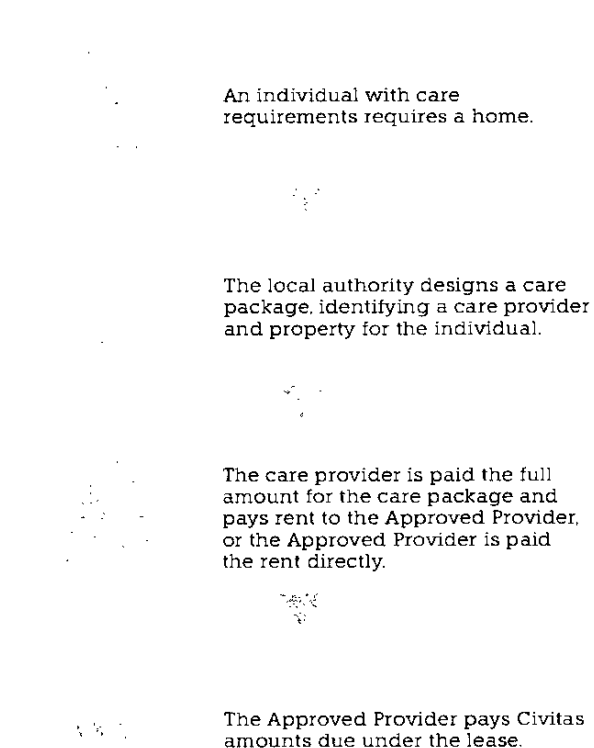 An individual with care
requirements requires a home.
The local authority designs a care
package, identifying a care provider
and property for the individual.
The care provider is paid the full
amount for the care package and
pays rent to the Approved Provider,
or the Approved Provider is paid
the rent directly.
The Approved Provider pays Civitas
amounts due under the lease.